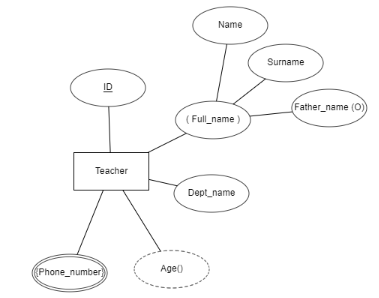 Name
Surname
ID
Father_name (O)
( Full_name )
Teacher
Dept_name
{Phone_number}
Age()